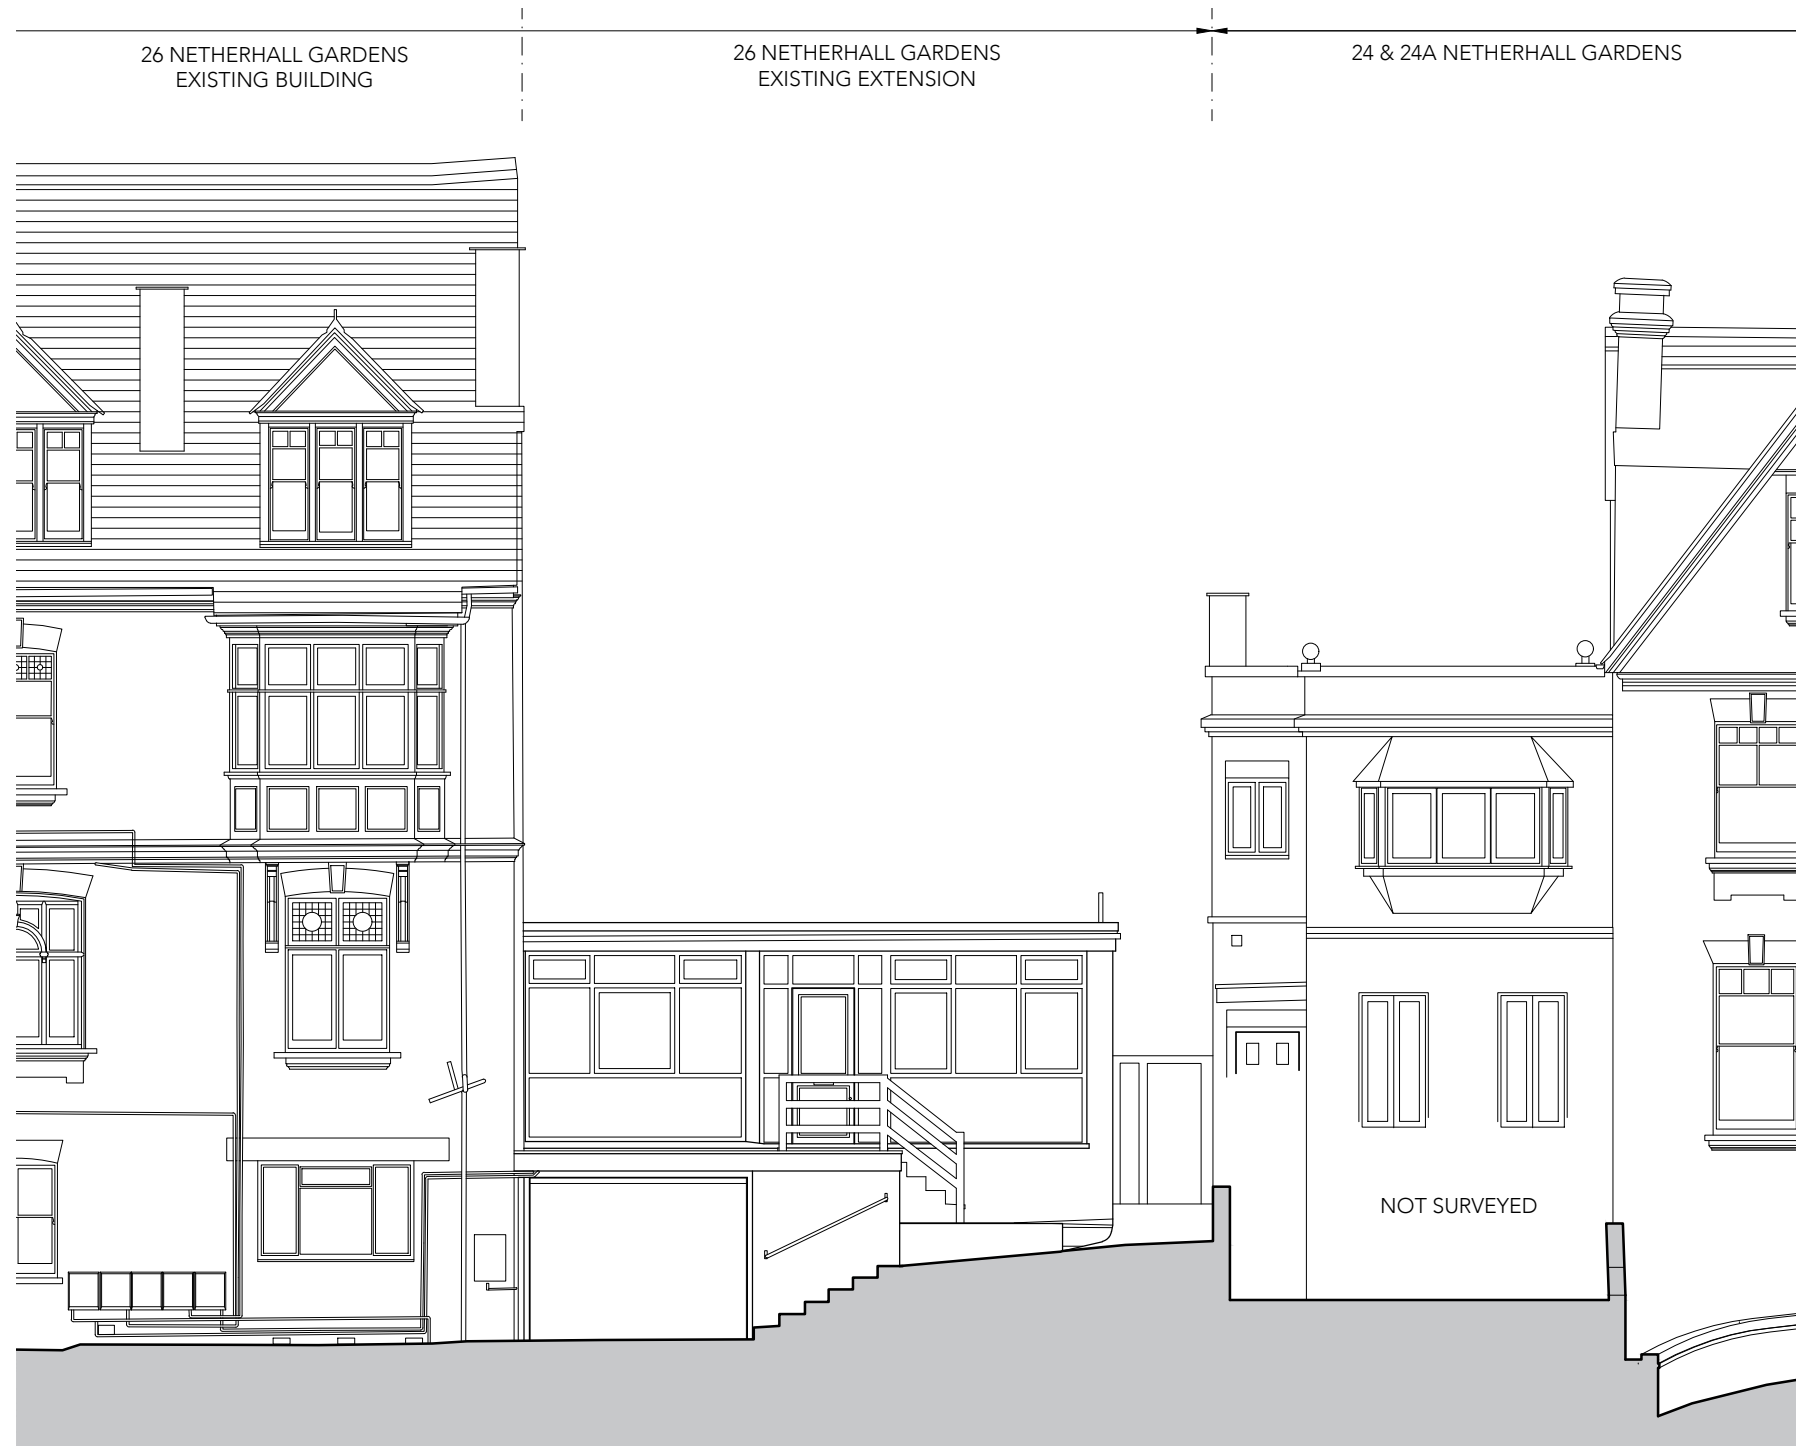 26 NETHERHALL GARDENS
EXISTING BUILDING
26 NETHERHALL GARDENS
EXISTING EXTENSION
24 & 24A NETHERHALL GARDENS
NOT SURVEYED